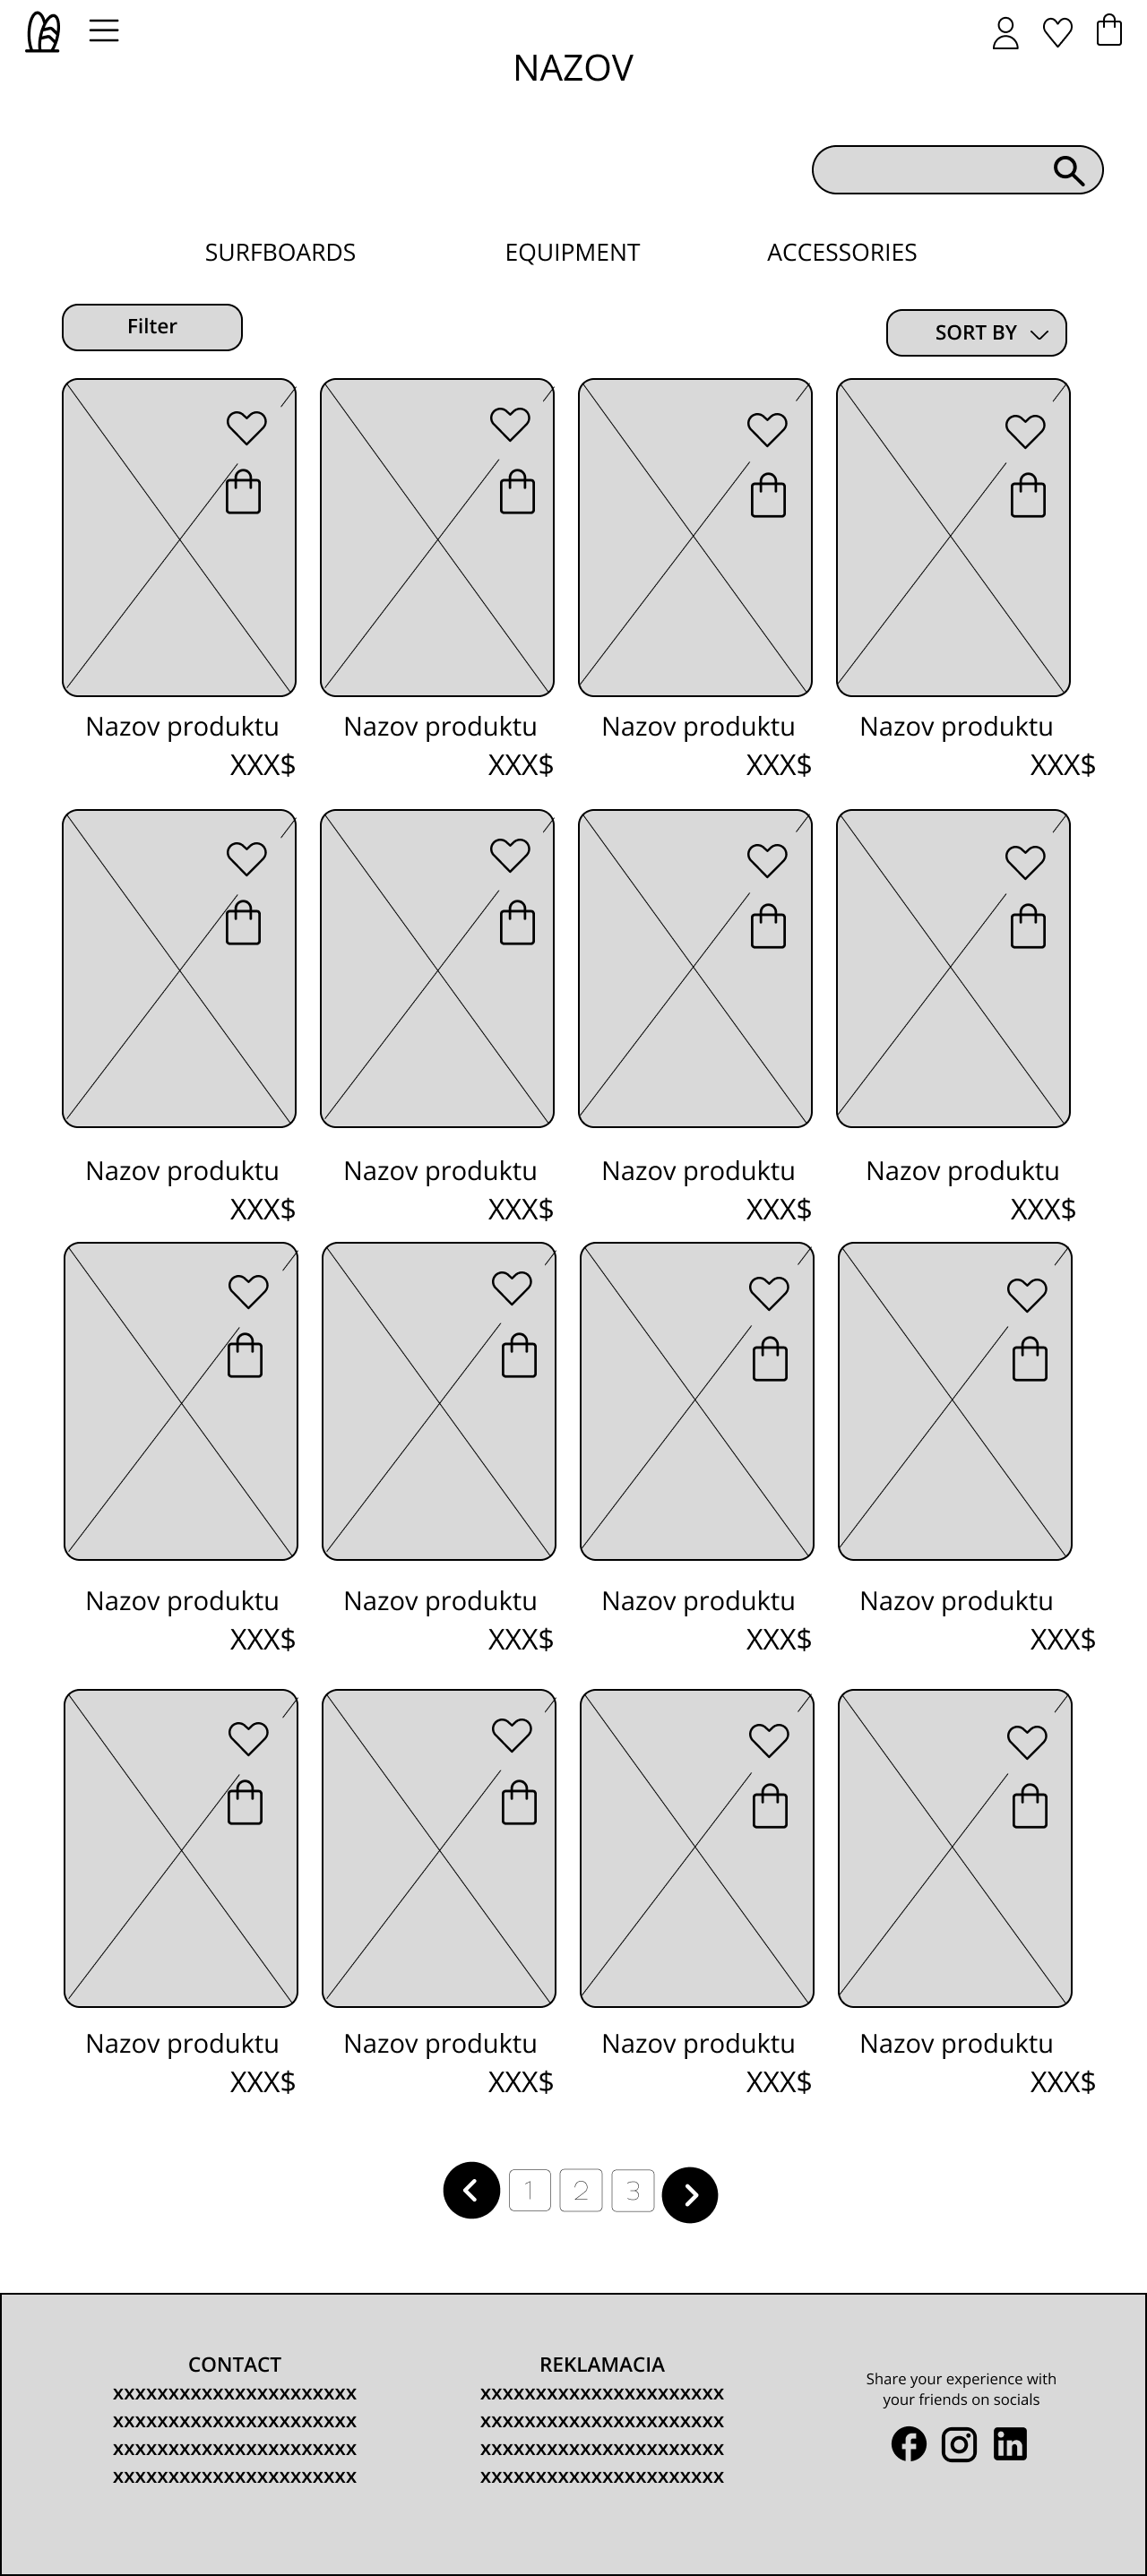 NAZOV
SURFBOARDS EQUIPMENT ACCESSORIES
Filter SORT BY
Nazov produktu Nazov produktu Nazov produktu Nazov produktu
XXX$ XXX$ XXX$ XXX$
Nazov produktu Nazov produktu Nazov produktu Nazov produktu
XXX$ XXX$ XXX$ XXX$
Nazov produktu Nazov produktu Nazov produktu Nazov produktu
XXX$ XXX$ XXX$ XXX$
Nazov produktu Nazov produktu Nazov produktu Nazov produktu
XXX$ XXX$ XXX$ XXX$
1 2 3
CONTACT
xxxxxxxxxxxxxxxxxxxxxx
xxxxxxxxxxxxxxxxxxxxxx
xxxxxxxxxxxxxxxxxxxxxx
xxxxxxxxxxxxxxxxxxxxxx
REKLAMACIA
xxxxxxxxxxxxxxxxxxxxxx
xxxxxxxxxxxxxxxxxxxxxx
xxxxxxxxxxxxxxxxxxxxxx
xxxxxxxxxxxxxxxxxxxxxx
Share your experience with
your friends on socials